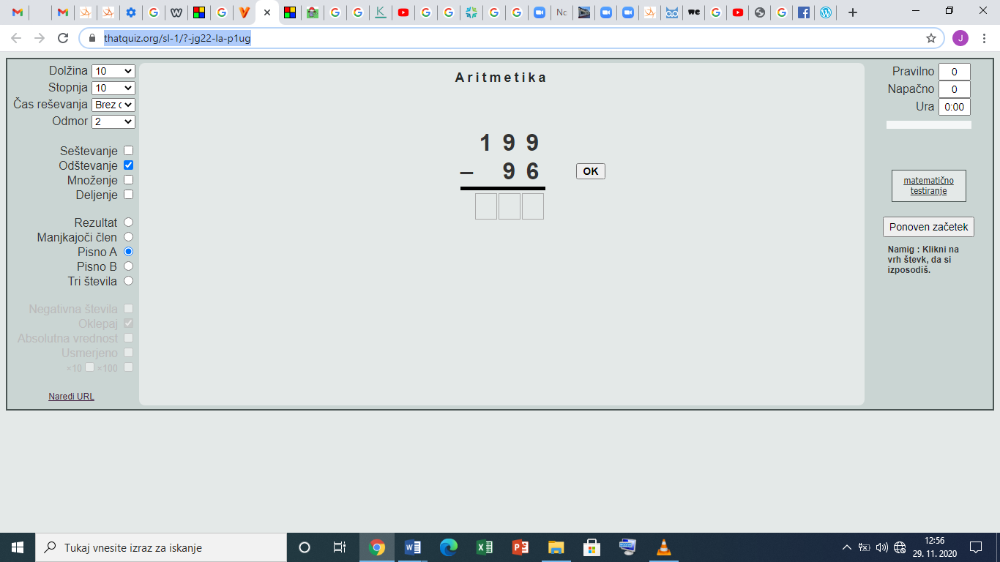 Nc
thatquiz.org/sl-1/?-jg22-la-p1ug
J
Dolžina 10
Stopnja 10
Čas reševanja Brez č
Odmor 2
Seštevanje
Odštevanje
Množenje
Deljenje
Rezultat
Manjkajoči člen
Pisno A
Pisno B
Tri števila
Negativna števila
Oklepaj
Absolutna vrednost
Usmerjeno
×10 ×100
Naredi URL
Aritmetika
199
– 96
OK
Pravilno 0
Napačno 0
Ura 0:00
matematično
testiranje
Ponoven začetek
Namig : Klikni na
vrh števk, da si
izposodiš.
Tukaj vnesite izraz za iskanje
12:56
29. 11. 2020